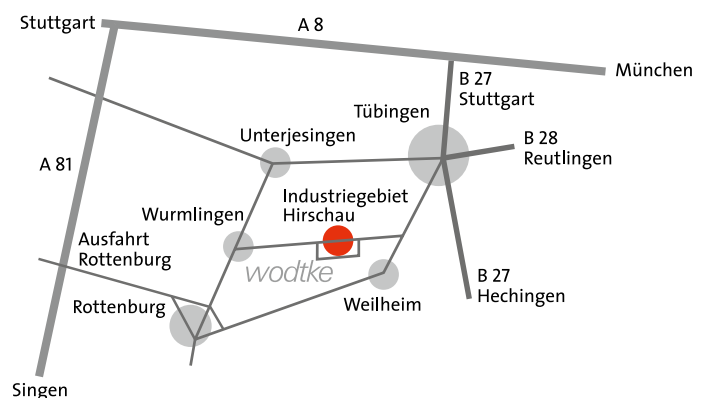 Stuttgart
A 8
München
B 27
Stuttgart
Tübingen
Unterjesingen
B 28
Reutlingen
A 81
Industriegebiet
Hirschau
Wurmlingen
Ausfahrt
Rottenburg
wodtke
B 27
Hechingen
Rottenburg
Weilheim
Singen